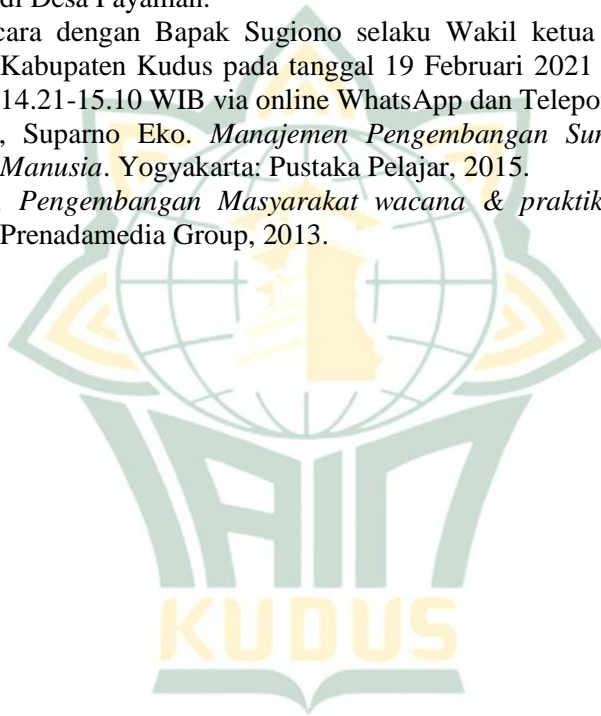 di Desa Payaman.
cara dengan Bapak Sugiono selaku Wakil ketua
Kabupaten Kudus pada tanggal 19 Februari 2021
14.21-15.10 WIB via online WhatsApp dan Telepo
, Suparno Eko. Manajemen Pengembangan Sum
Manusia. Yogyakarta: Pustaka Pelajar, 2015.
. Pengembangan Masyarakat wacana & praktik
Prenadamedia Group, 2013.
IAIN
KUDUS